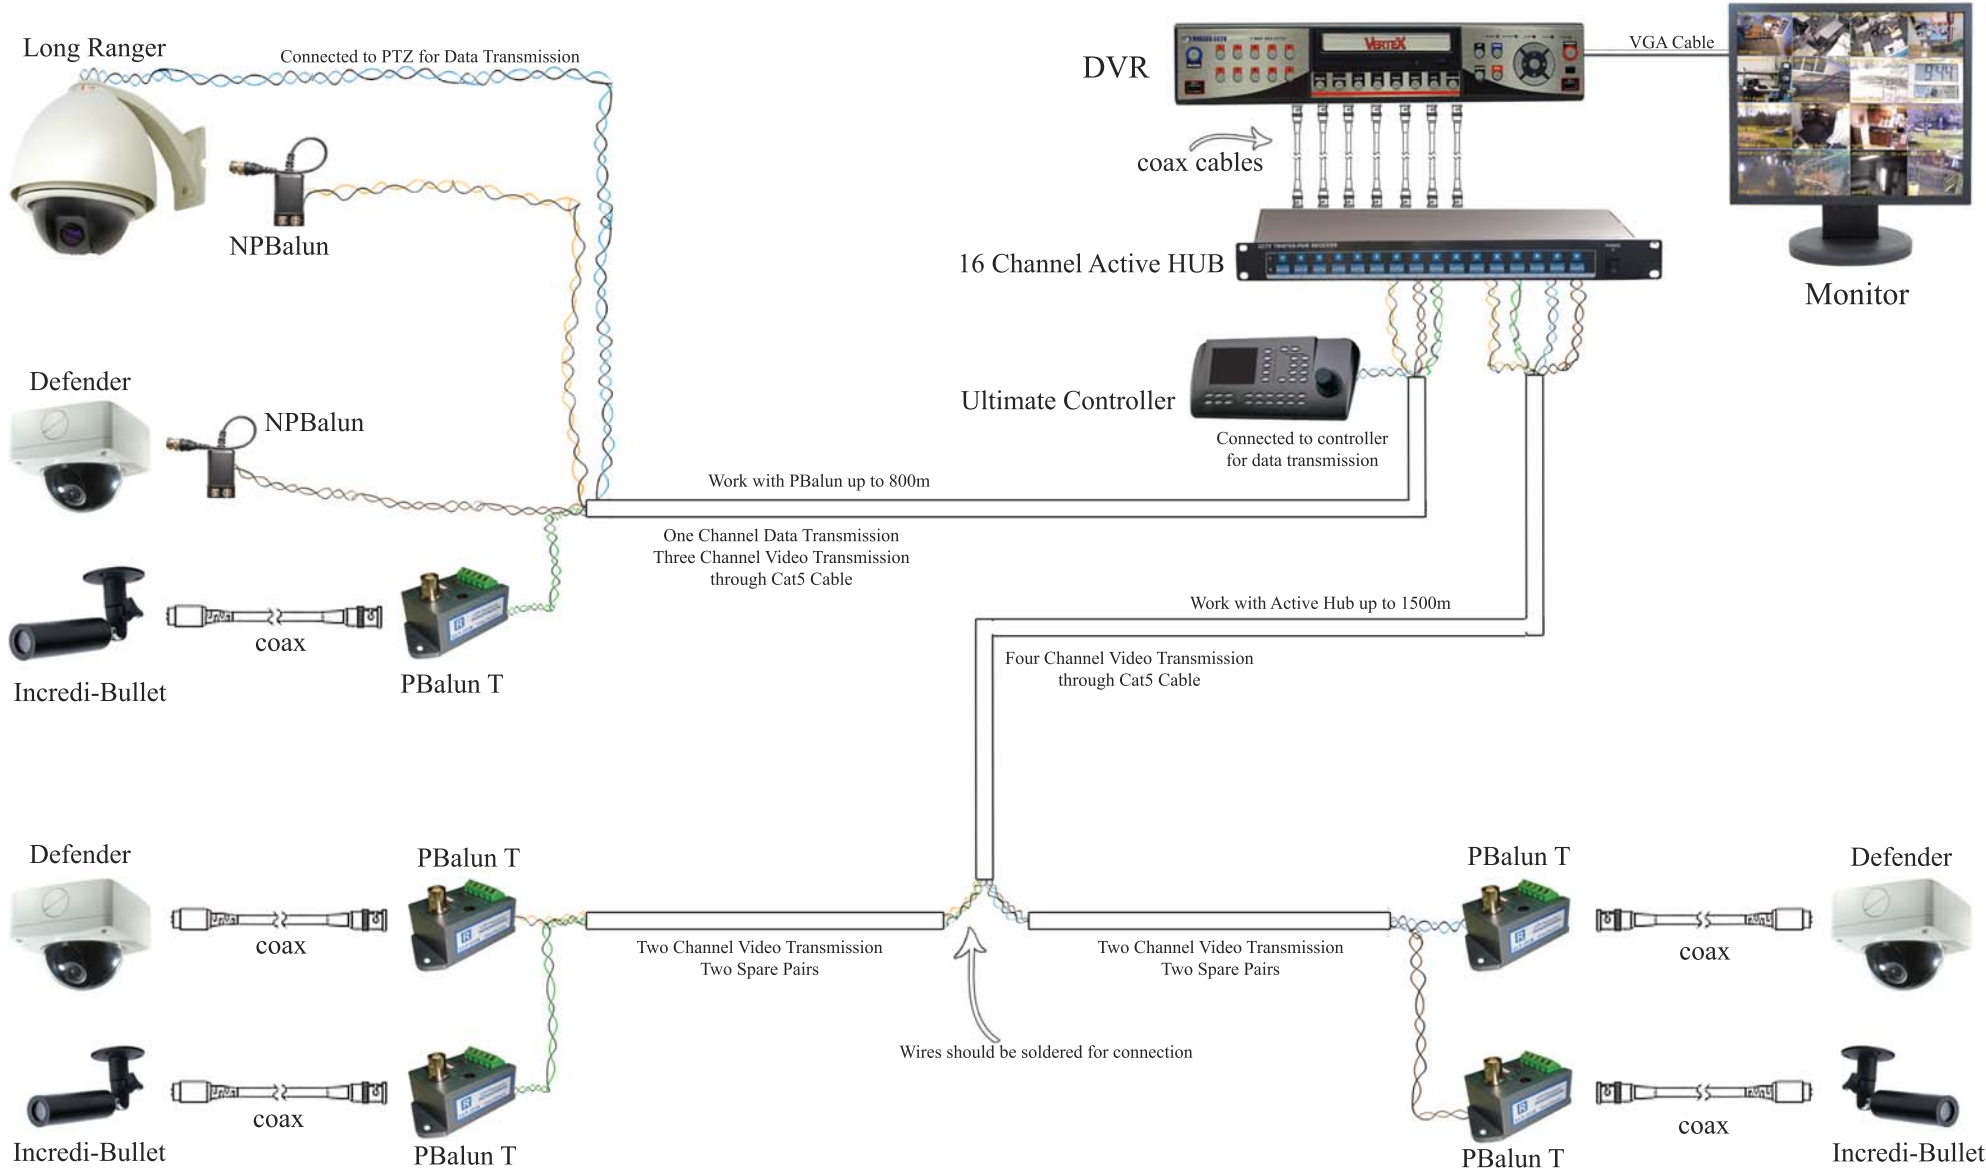 Long Ranger
Connected to PTZ for Data Transmission
DVR
VERTEX
VGA Cable
coax cables
NPBalun
16 Channel Active HUB
Monitor
Defender
NPBalun
Ultimate Controller
Connected to controller
for data transmission
Work with PBalun up to 800m
One Channel Data Transmission
Three Channel Video Transmission
through Cat5 Cable
coax
Incredi-Bullet
PBalun T
Work with Active Hub up to 1500m
Four Channel Video Transmission
through Cat5 Cable
Defender
coax
PBalun T
Two Channel Video Transmission
Two Spare Pairs
Two Channel Video Transmission
Two Spare Pairs
PBalun T
coax
Defender
Wires should be soldered for connection
coax
Incredi-Bullet
PBalun T
PBalun T
coax
Incredi-Bullet